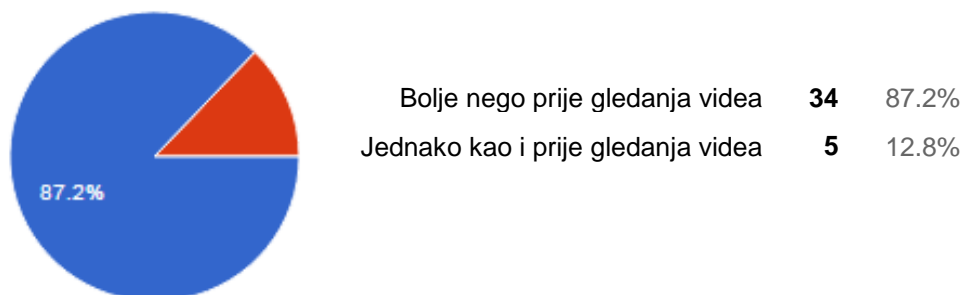 Bolje nego prije gledanja videa 34 87.2%
Jednako kao i prije gledanja videa 5 12.8%
87.2%